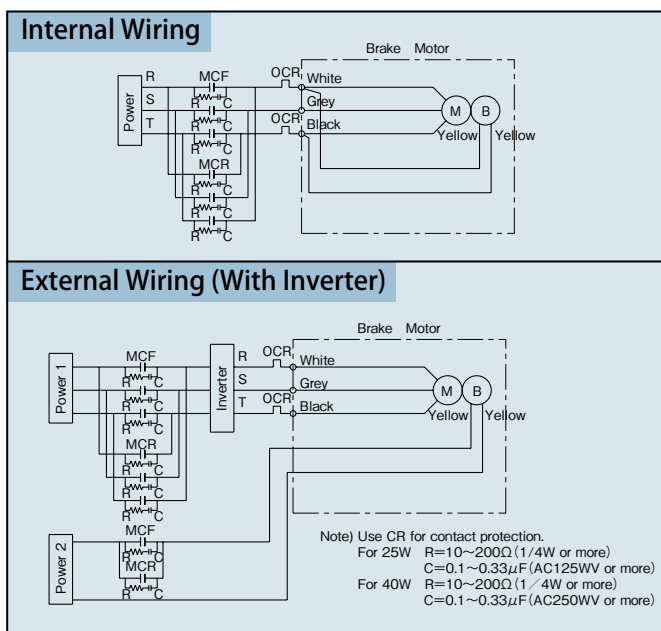 Internal Wiring
Brake Motor
Power
R
S
T
MCF
R C
R C
R C
MCR
R C
R C
R C
OCR
OCR
White
Grey
Black
M
B
Yellow
Yellow
External Wiring (With Inverter)
Brake Motor
Power 1
MCF
R C
R C
R C
MCR
R C
R C
R C
Inverter
R
S
T
OCR
OCR
White
Grey
Black
M
B
Yellow
Yellow
Power 2
MCF
R C
MCR
R C
Note) Use CR for contact protection.
For 25W R=10～200Ω(1/4W or more)
C=0.1～0.33μF(AC125WV or more)
For 40W R=10～200Ω(1／4W or more)
C=0.1～0.33μF(AC250WV or more)